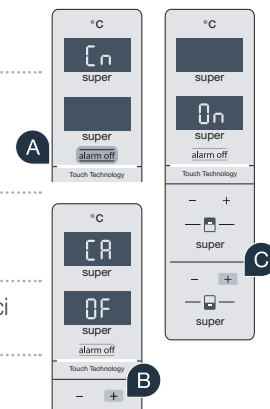 °C
Cn
super
super
alarm off
A
Touch Technology
°C
super
On
super
alarm off
Touch Technology
- +
super
- +
C
super
°C
CA
super
OF
super
alarm off
Touch Technology
B
- +
ci